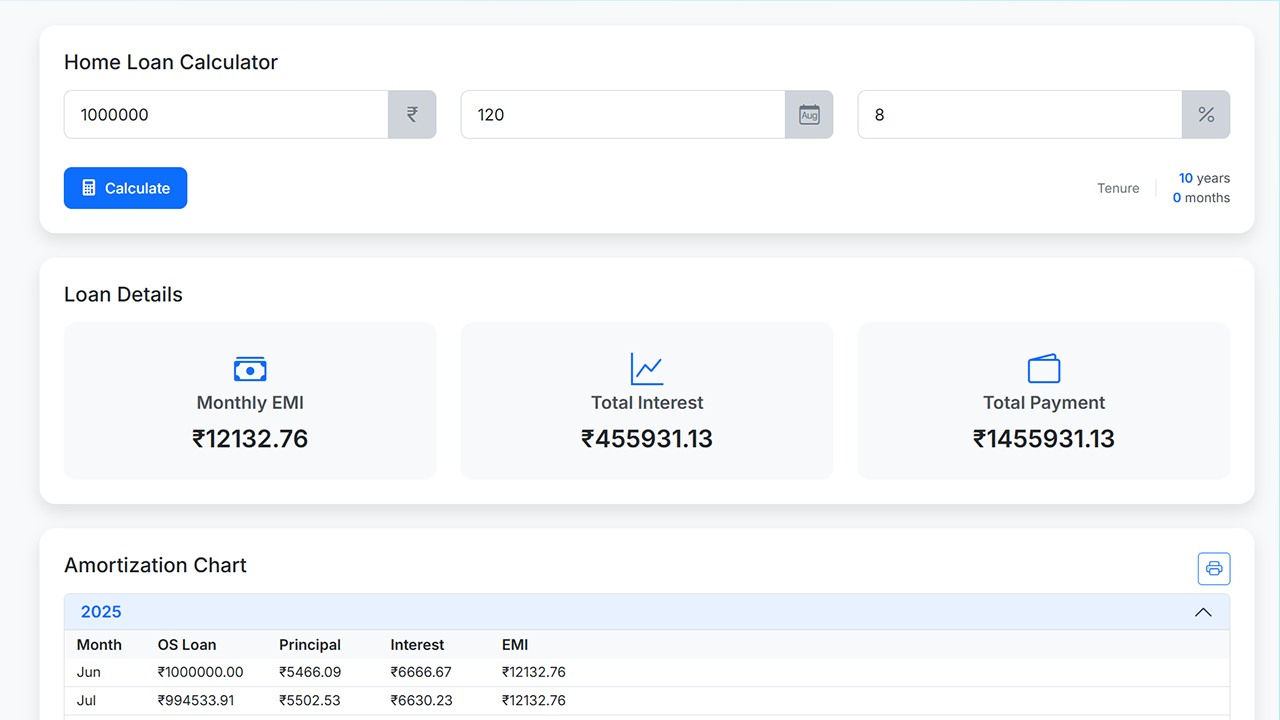 Home Loan Calculator
1000000 ₹ 120 Aug 8 %
Calculate Tenure 10 years
0 months
Loan Details
Monthly EMI Total Interest Total Payment
₹12132.76 ₹455931.13 ₹1455931.13
Amortization Chart
2025
Month OS Loan Principal Interest EMI
Jun ₹1000000.00 ₹5466.09 ₹6666.67 ₹12132.76
Jul ₹994533.91 ₹5502.53 ₹6630.23 ₹12132.76